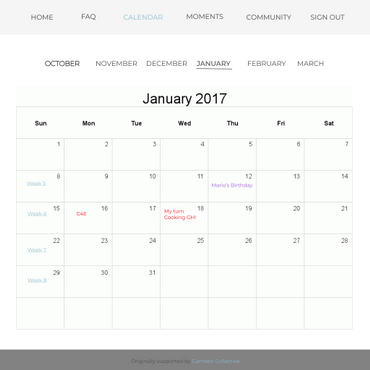 HOME FAQ CALENDAR MOMENTS COMMUNITY SIGN OUT
OCTOBER NOVEMBER DECEMBER JANUARY FEBRUARY MARCH
January 2017
Sun Mon Tue Wed Thu Fri Sat
1 2 3 4 5 6 7
8 9 10 11 12 13 14
Week 5 Mario's Birthday
15 16 17 18 19 20 21
Week 6 C4E My turn
Cooking GH!
22 23 24 25 26 27 28
Week 7
29 30 31
Week 8
Originally supported by